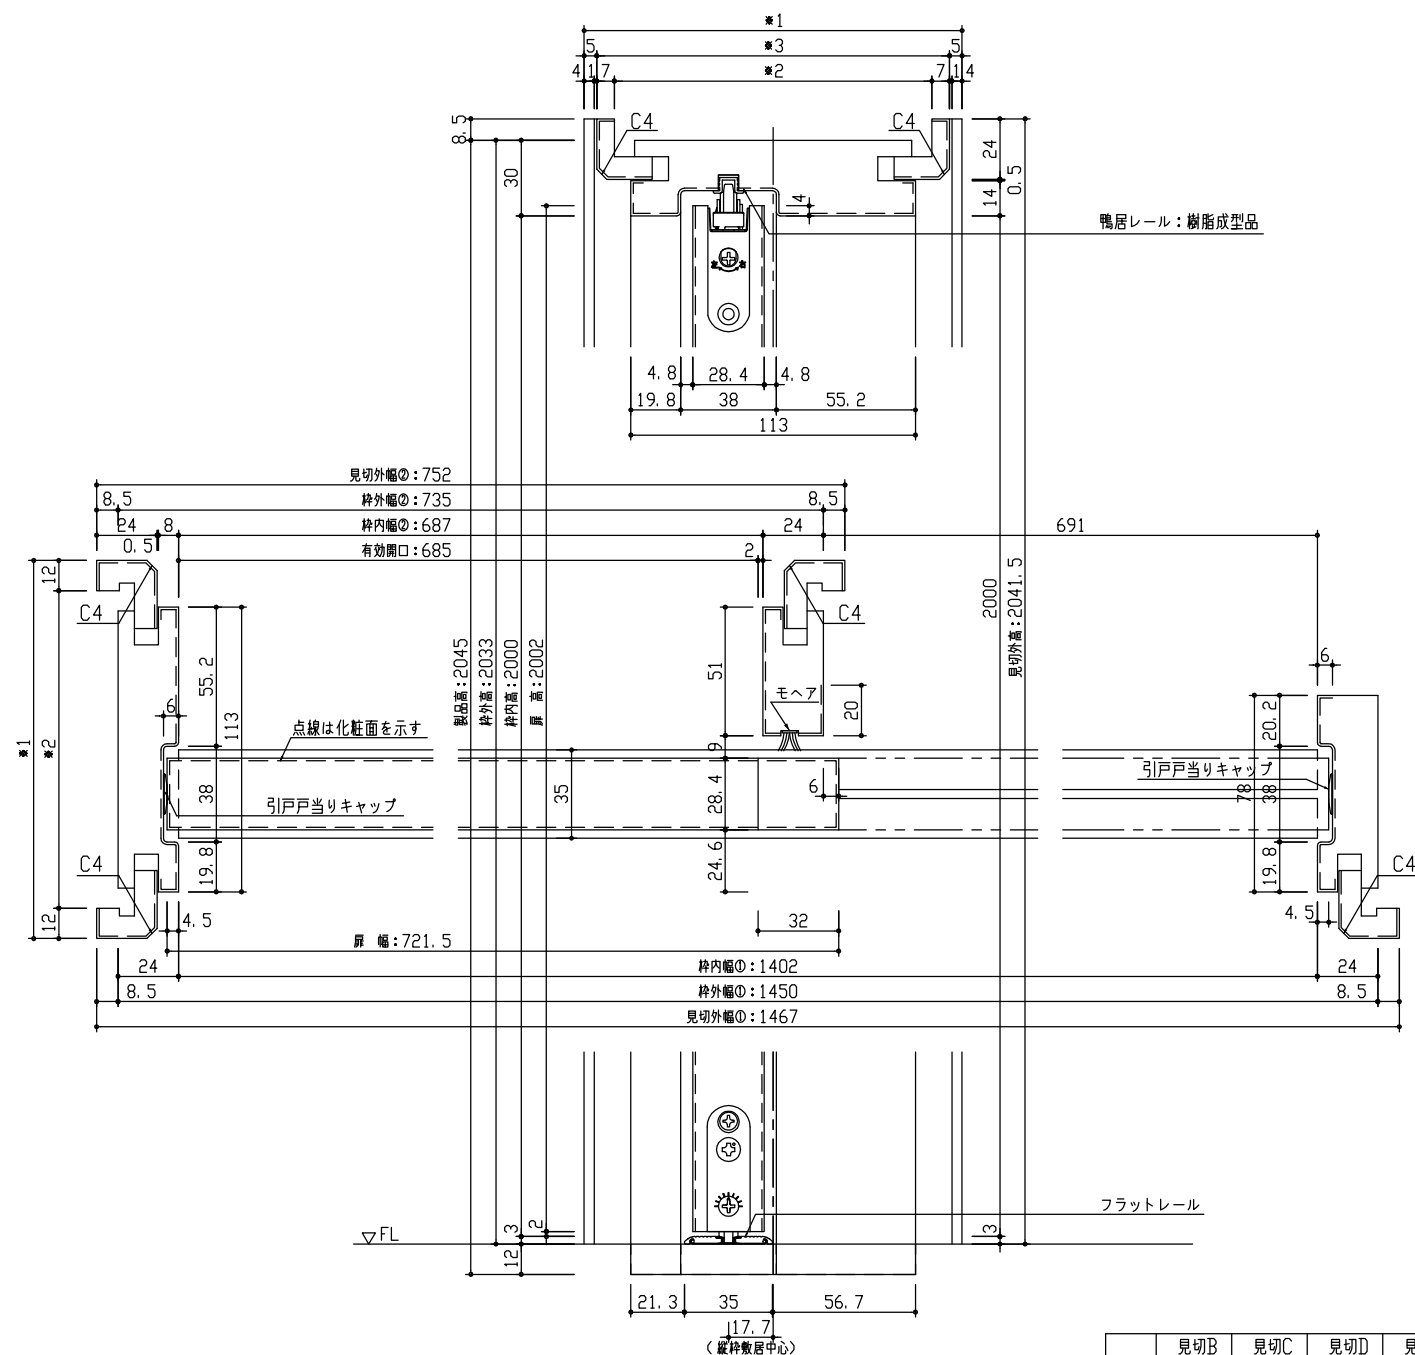 ※1
5 ※3 5
4 1 7 ※2 7 1 4
8.5
C4
C4
30
24
0.5
14
4
鴨居レール：樹脂成型品
4.8 28.4 4.8
19.8 38 55.2
113
見切外幅②：752
8.5 枠外幅②：735 8.5
24 8 枠内幅②：687 24 691
0.5 有効開口：685 2
12
C4
C4
2000
見切外高：2041.5
製品高：2045
枠外高：2033
枠内高：2000
扉 高：2002
55.2
113
51
モヘア
20
6
6
20.2
※1
※2
点線は化粧面を示す
9
引戸戸当りキャップ
38
引戸戸当りキャップ
35
28.4
6
78
38
C4
19.8
24.6
19.8
C4
12
4.5
32
4.5
扉 幅：721.5
24 枠内幅①：1402 24
8.5 枠外幅①：1450 8.5
見切外幅①：1467
フラットレール
▽FL
3
2
12
3
21.3 35 56.7
17.7
（縦枠敷居中心）
見切B 見切C 見切D 見